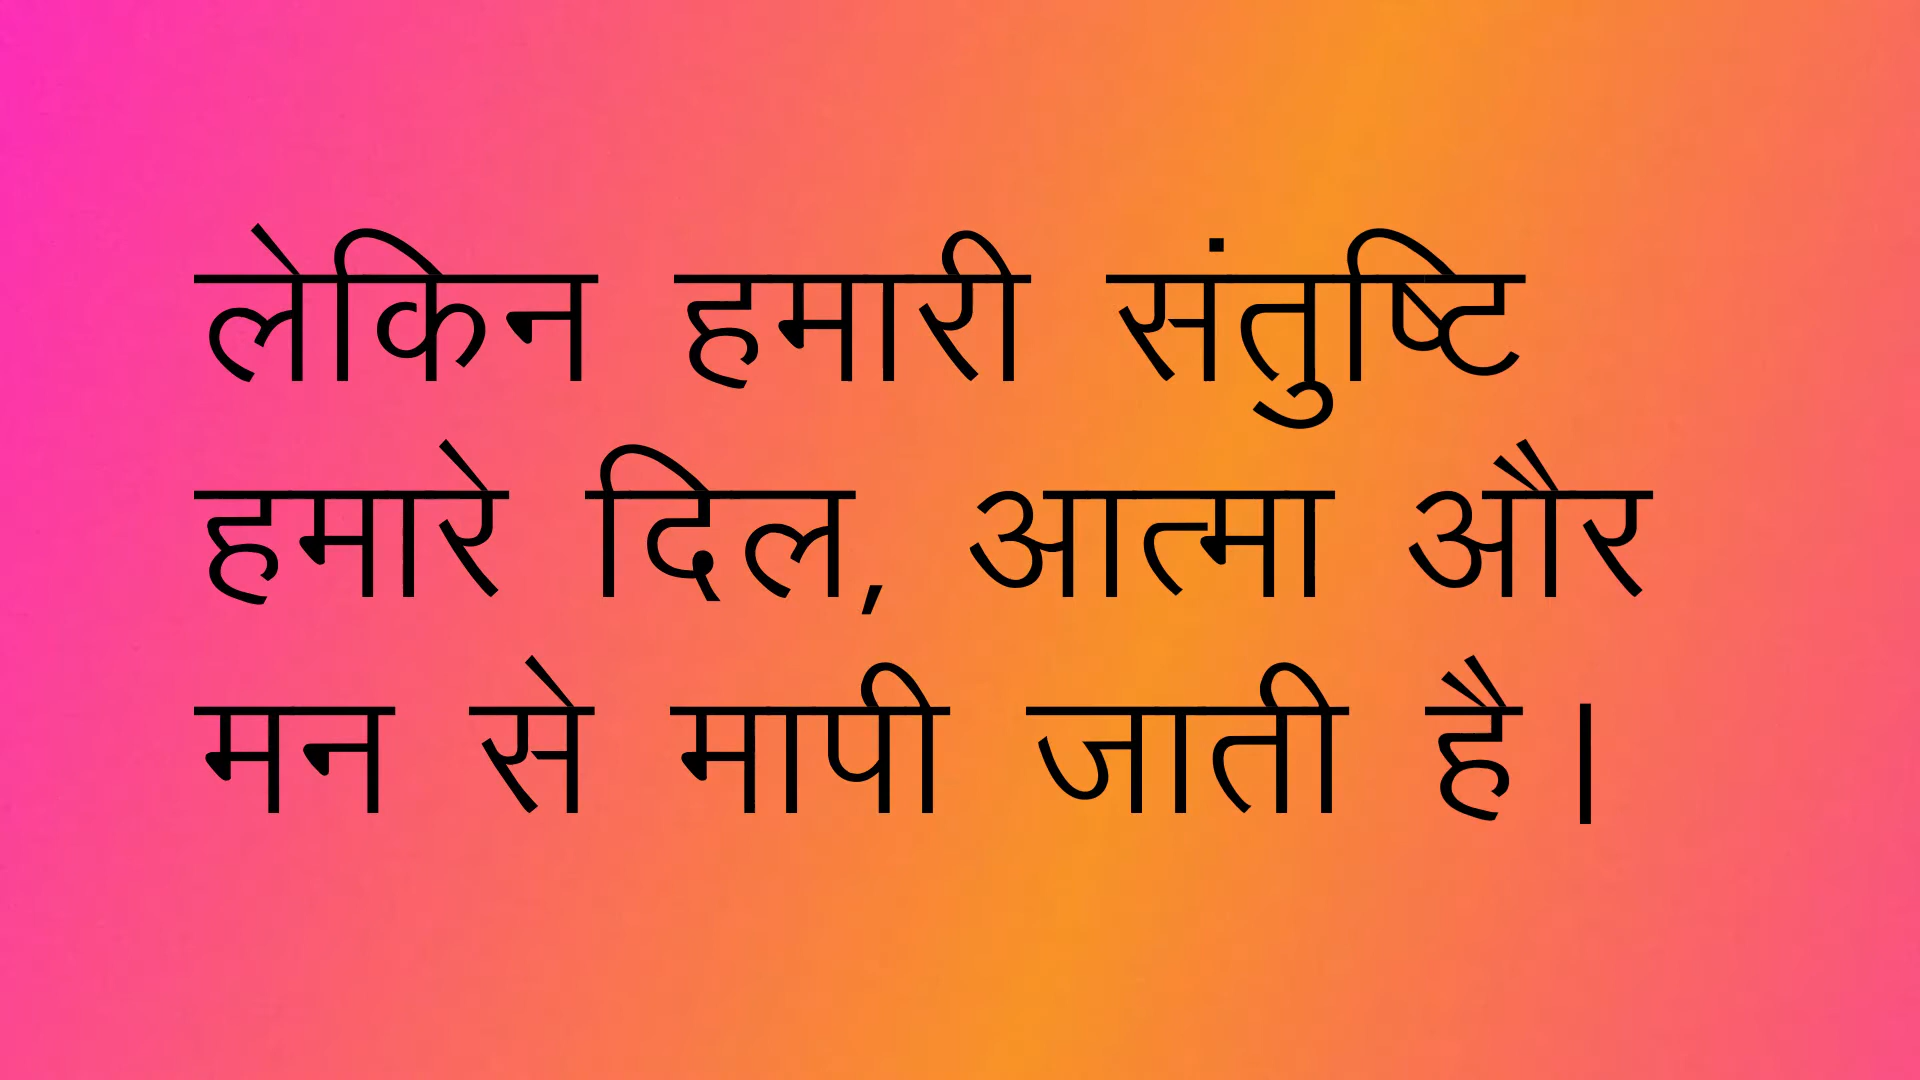 लेकिन हमारी संतुष्टि
हमारे दिल, आत्मा और
मन से मापी जाती है।